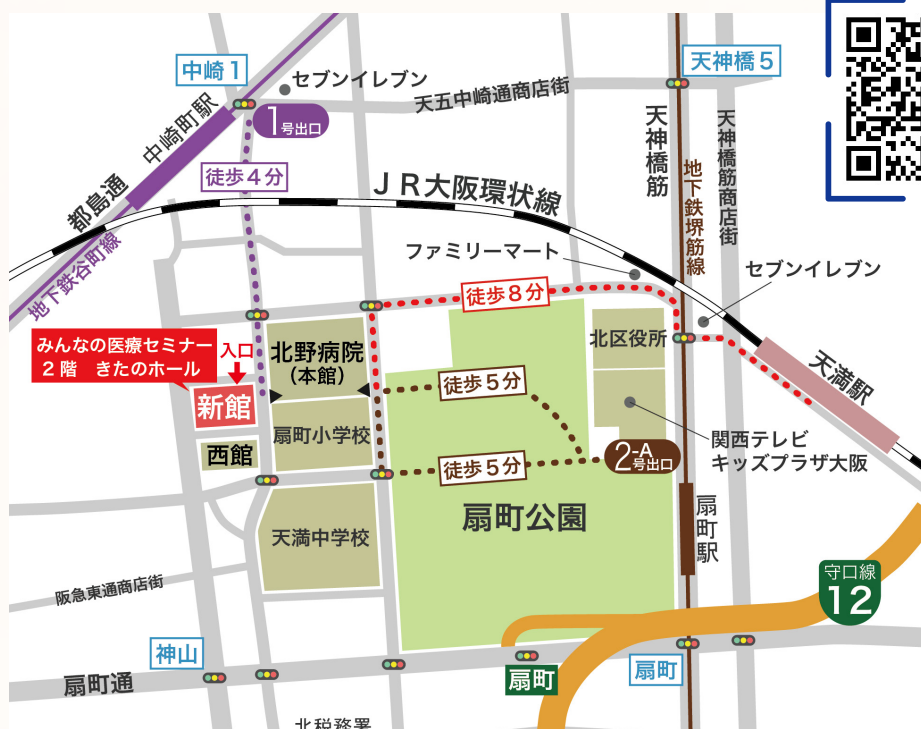 中崎1
セブンイレブン
天神橋5
中崎町駅
1号出口
天五中崎通商店街
徒歩4分
都島通
JR大阪環状線
天神橋筋
天神橋筋商店街
地下鉄谷町線
地下鉄堺筋線
ファミリーマート
セブンイレブン
徒歩8分
みんなの医療セミナー
2階 きたのホール
入口
新館
北野病院
(本館)
北区役所
天満駅
徒歩5分
扇町小学校
西館
徒歩5分
2-A
号出口
関西テレビ
キッズプラザ大阪
扇町公園
扇町駅
天満中学校
阪急東通商店街
守口線
12
神山
扇町通
扇町
扇町
北税務署